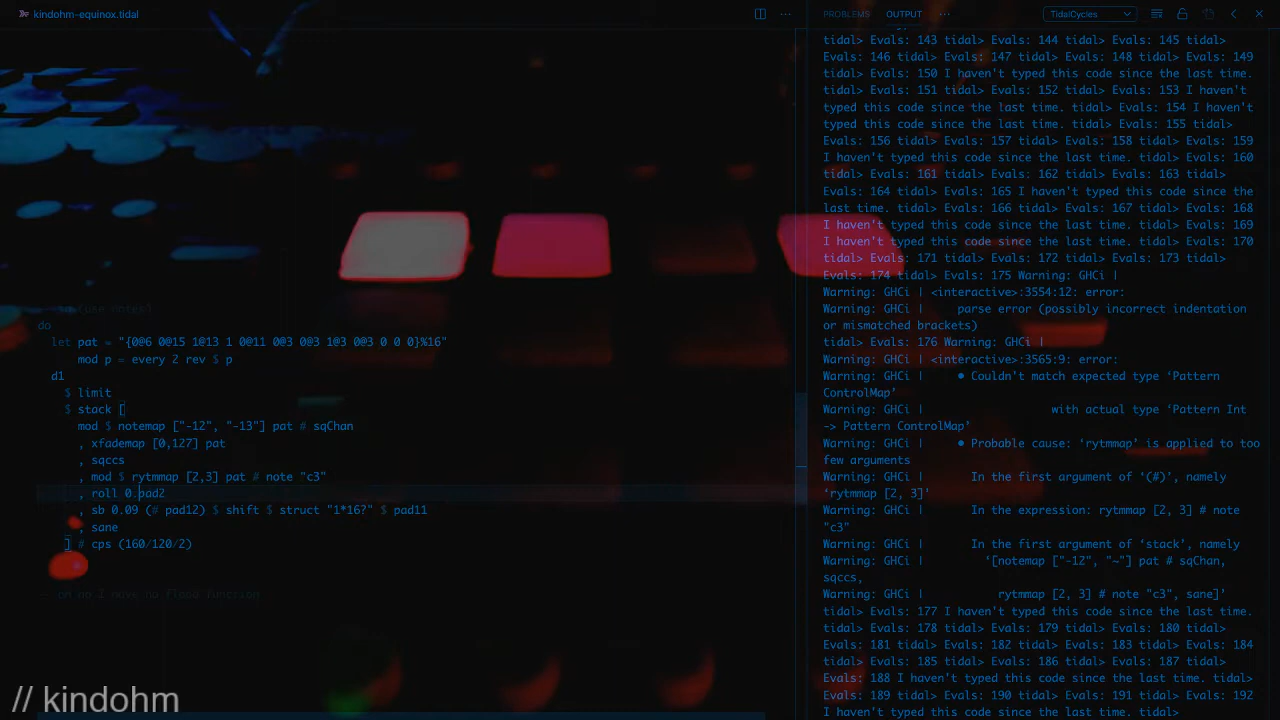 kindohm-equinox.tidal
PROBLEMS OUTPUT ··· TidalCycles
do
let pat = "{0@6 0@15 1@13 1 0@11 0@3 0@3 1@3 0@3 0 0 0}%16"
mod p = every 2 rev $ p
d1
$ limit
$ stack [
mod $ notemap ["-12", "-13"] pat # sqChan
, xfademap [0,127] pat
, sqccs
, mod $ rytmmap [2,3] pat # note "c3"
, roll 0.pad2
, sb 0.09 (# pad12) $ shift $ struct "1*16?" $ pad11
, sane
] # cps (160/120/2)
-- oh no I have no flood function
// kindohm
tidal> Evals: 143 tidal> Evals: 144 tidal> Evals: 145 tidal>
Evals: 146 tidal> Evals: 147 tidal> Evals: 148 tidal> Evals: 149
tidal> Evals: 150 I haven't typed this code since the last time.
tidal> Evals: 151 tidal> Evals: 152 tidal> Evals: 153 I haven't
typed this code since the last time. tidal> Evals: 154 I haven't
typed this code since the last time. tidal> Evals: 155 tidal>
Evals: 156 tidal> Evals: 157 tidal> Evals: 158 tidal> Evals: 159
I haven't typed this code since the last time. tidal> Evals: 160
tidal> Evals: 161 tidal> Evals: 162 tidal> Evals: 163 tidal>
Evals: 164 tidal> Evals: 165 I haven't typed this code since the
last time. tidal> Evals: 166 tidal> Evals: 167 tidal> Evals: 168
I haven't typed this code since the last time. tidal> Evals: 169
I haven't typed this code since the last time. tidal> Evals: 170
tidal> Evals: 171 tidal> Evals: 172 tidal> Evals: 173 tidal>
Evals: 174 tidal> Evals: 175 Warning: GHCi |
Warning: GHCi | <interactive>:3554:12: error:
Warning: GHCi | parse error (possibly incorrect indentation
or mismatched brackets)
tidal> Evals: 176 Warning: GHCi |
Warning: GHCi | <interactive>:3565:9: error:
Warning: GHCi | • Couldn't match expected type ‘Pattern
ControlMap’
Warning: GHCi | with actual type ‘Pattern Int
-> Pattern ControlMap’
Warning: GHCi | • Probable cause: ‘rytmmap’ is applied to too
few arguments
Warning: GHCi | In the first argument of ‘(#)’, namely
‘rytmmap [2, 3]’
Warning: GHCi | In the expression: rytmmap [2, 3] # note
"c3"
Warning: GHCi | In the first argument of ‘stack’, namely
Warning: GHCi | ‘[notemap ["-12", "~"] pat # sqChan,
sqccs,
Warning: GHCi | rytmmap [2, 3] # note "c3", sane]’
tidal> Evals: 177 I haven't typed this code since the last time.
tidal> Evals: 178 tidal> Evals: 179 tidal> Evals: 180 tidal>
Evals: 181 tidal> Evals: 182 tidal> Evals: 183 tidal> Evals: 184
tidal> Evals: 185 tidal> Evals: 186 tidal> Evals: 187 tidal>
Evals: 188 I haven't typed this code since the last time. tidal>
Evals: 189 tidal> Evals: 190 tidal> Evals: 191 tidal> Evals: 192
I haven't typed this code since the last time. tidal>